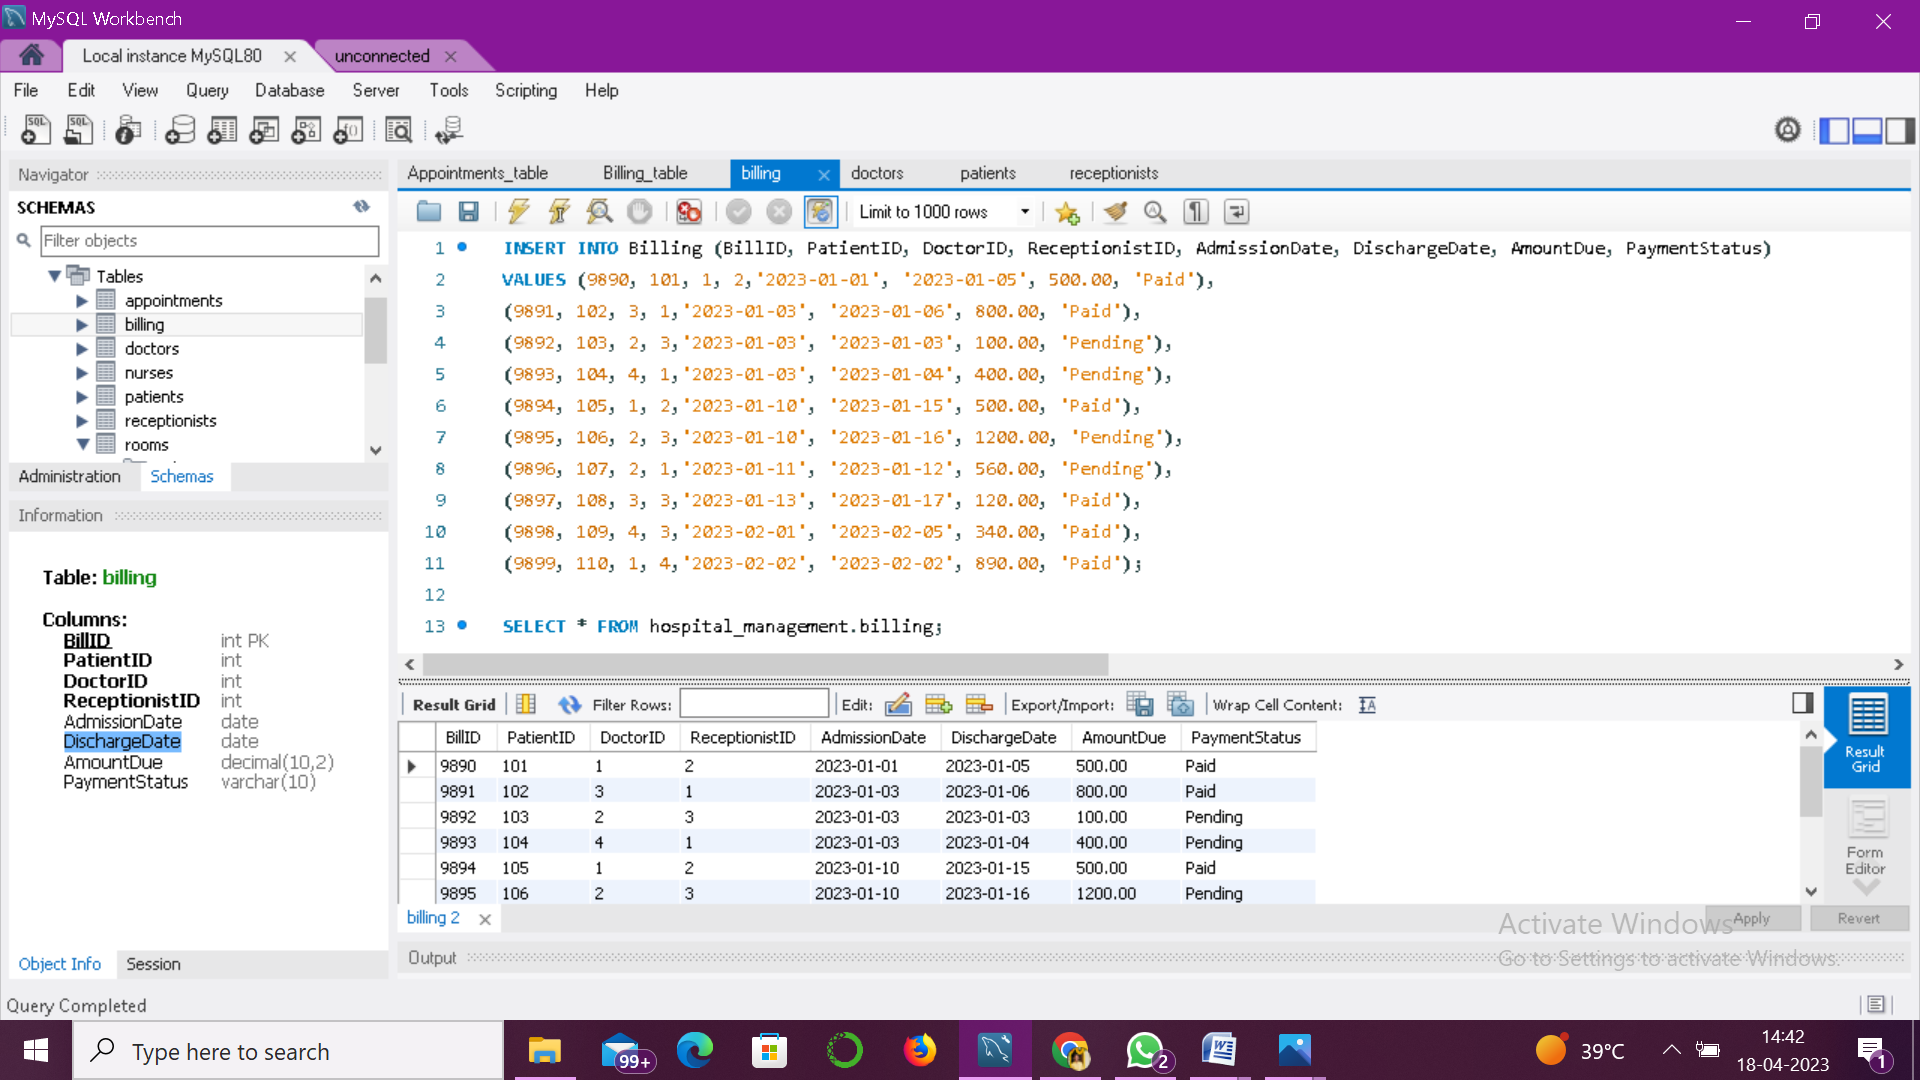 MySQL Workbench
Local instance MySQL80
unconnected
File Edit View Query Database Server Tools Scripting Help
Navigator
SCHEMAS
Filter objects
Tables
appointments
billing
doctors
nurses
patients
receptionists
rooms
Administration Schemas
Information
Table: billing
Columns:
BillID int PK
PatientID int
DoctorID int
ReceptionistID int
AdmissionDate date
DischargeDate date
AmountDue decimal(10,2)
PaymentStatus varchar(10)
Object Info Session
Query Completed
Appointments_table Billing_table billing doctors patients receptionists
Limit to 1000 rows
1 INSERT INTO Billing (BillID, PatientID, DoctorID, ReceptionistID, AdmissionDate, DischargeDate, AmountDue, PaymentStatus)
2 VALUES (9890, 101, 1, 2,'2023-01-01', '2023-01-05', 500.00, 'Paid'),
3 (9891, 102, 3, 1,'2023-01-03', '2023-01-06', 800.00, 'Paid'),
4 (9892, 103, 2, 3,'2023-01-03', '2023-01-03', 100.00, 'Pending'),
5 (9893, 104, 4, 1,'2023-01-03', '2023-01-04', 400.00, 'Pending'),
6 (9894, 105, 1, 2,'2023-01-10', '2023-01-15', 500.00, 'Paid'),
7 (9895, 106, 2, 3,'2023-01-10', '2023-01-16', 1200.00, 'Pending'),
8 (9896, 107, 2, 1,'2023-01-11', '2023-01-12', 560.00, 'Pending'),
9 (9897, 108, 3, 3,'2023-01-13', '2023-01-17', 120.00, 'Paid'),
10 (9898, 109, 4, 3,'2023-02-01', '2023-02-05', 340.00, 'Paid'),
11 (9899, 110, 1, 4,'2023-02-02', '2023-02-02', 890.00, 'Paid');
12
13 SELECT * FROM hospital_management.billing;
Result Grid Filter Rows: Edit: Export/Import: Wrap Cell Content:
BillID PatientID DoctorID ReceptionistID AdmissionDate DischargeDate AmountDue PaymentStatus
9890 101 1 2 2023-01-01 2023-01-05 500.00 Paid
9891 102 3 1 2023-01-03 2023-01-06 800.00 Paid
9892 103 2 3 2023-01-03 2023-01-03 100.00 Pending
9893 104 4 1 2023-01-03 2023-01-04 400.00 Pending
9894 105 1 2 2023-01-10 2023-01-15 500.00 Paid
9895 106 2 3 2023-01-10 2023-01-16 1200.00 Pending
Result
Grid
Form
Editor
billing 2
Apply Revert
Output
Activate Windows
Go to Settings to activate Windows.
Type here to search
99+
2
39°C
14:42
18-04-2023
1